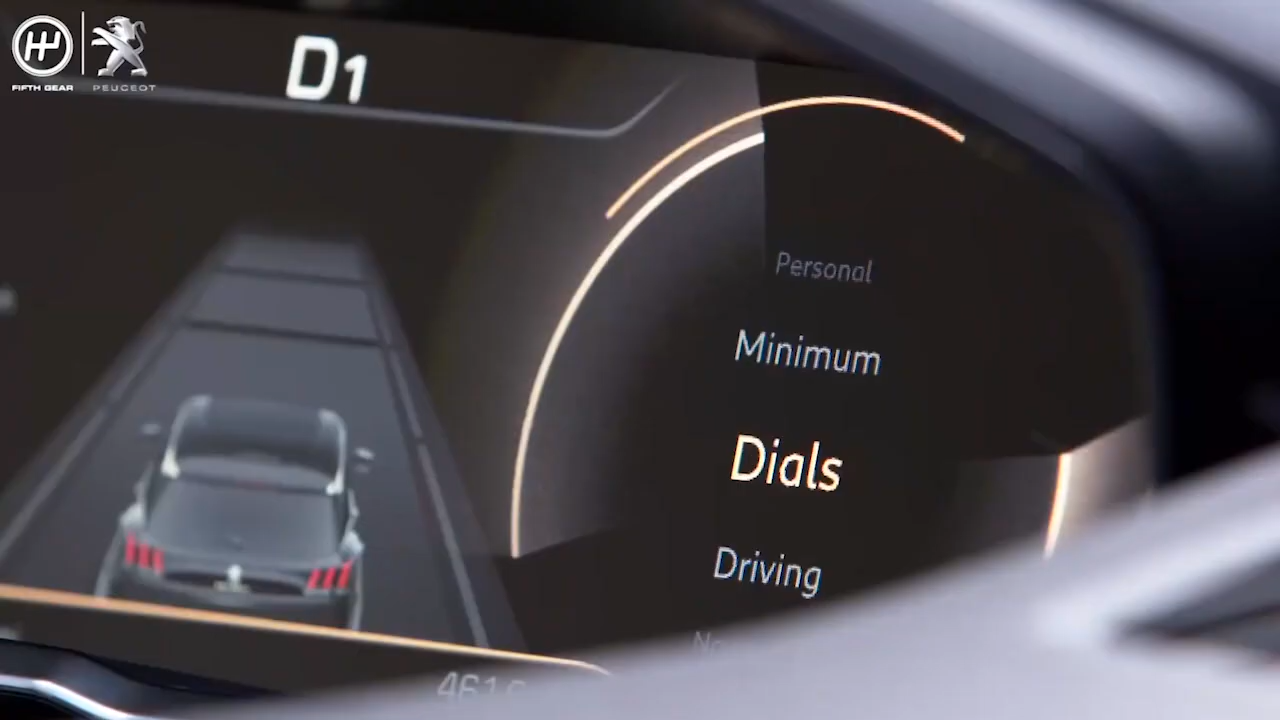 FIFTH GEAR
PEUGEOT
D1
Personal
Minimum
Dials
Driving